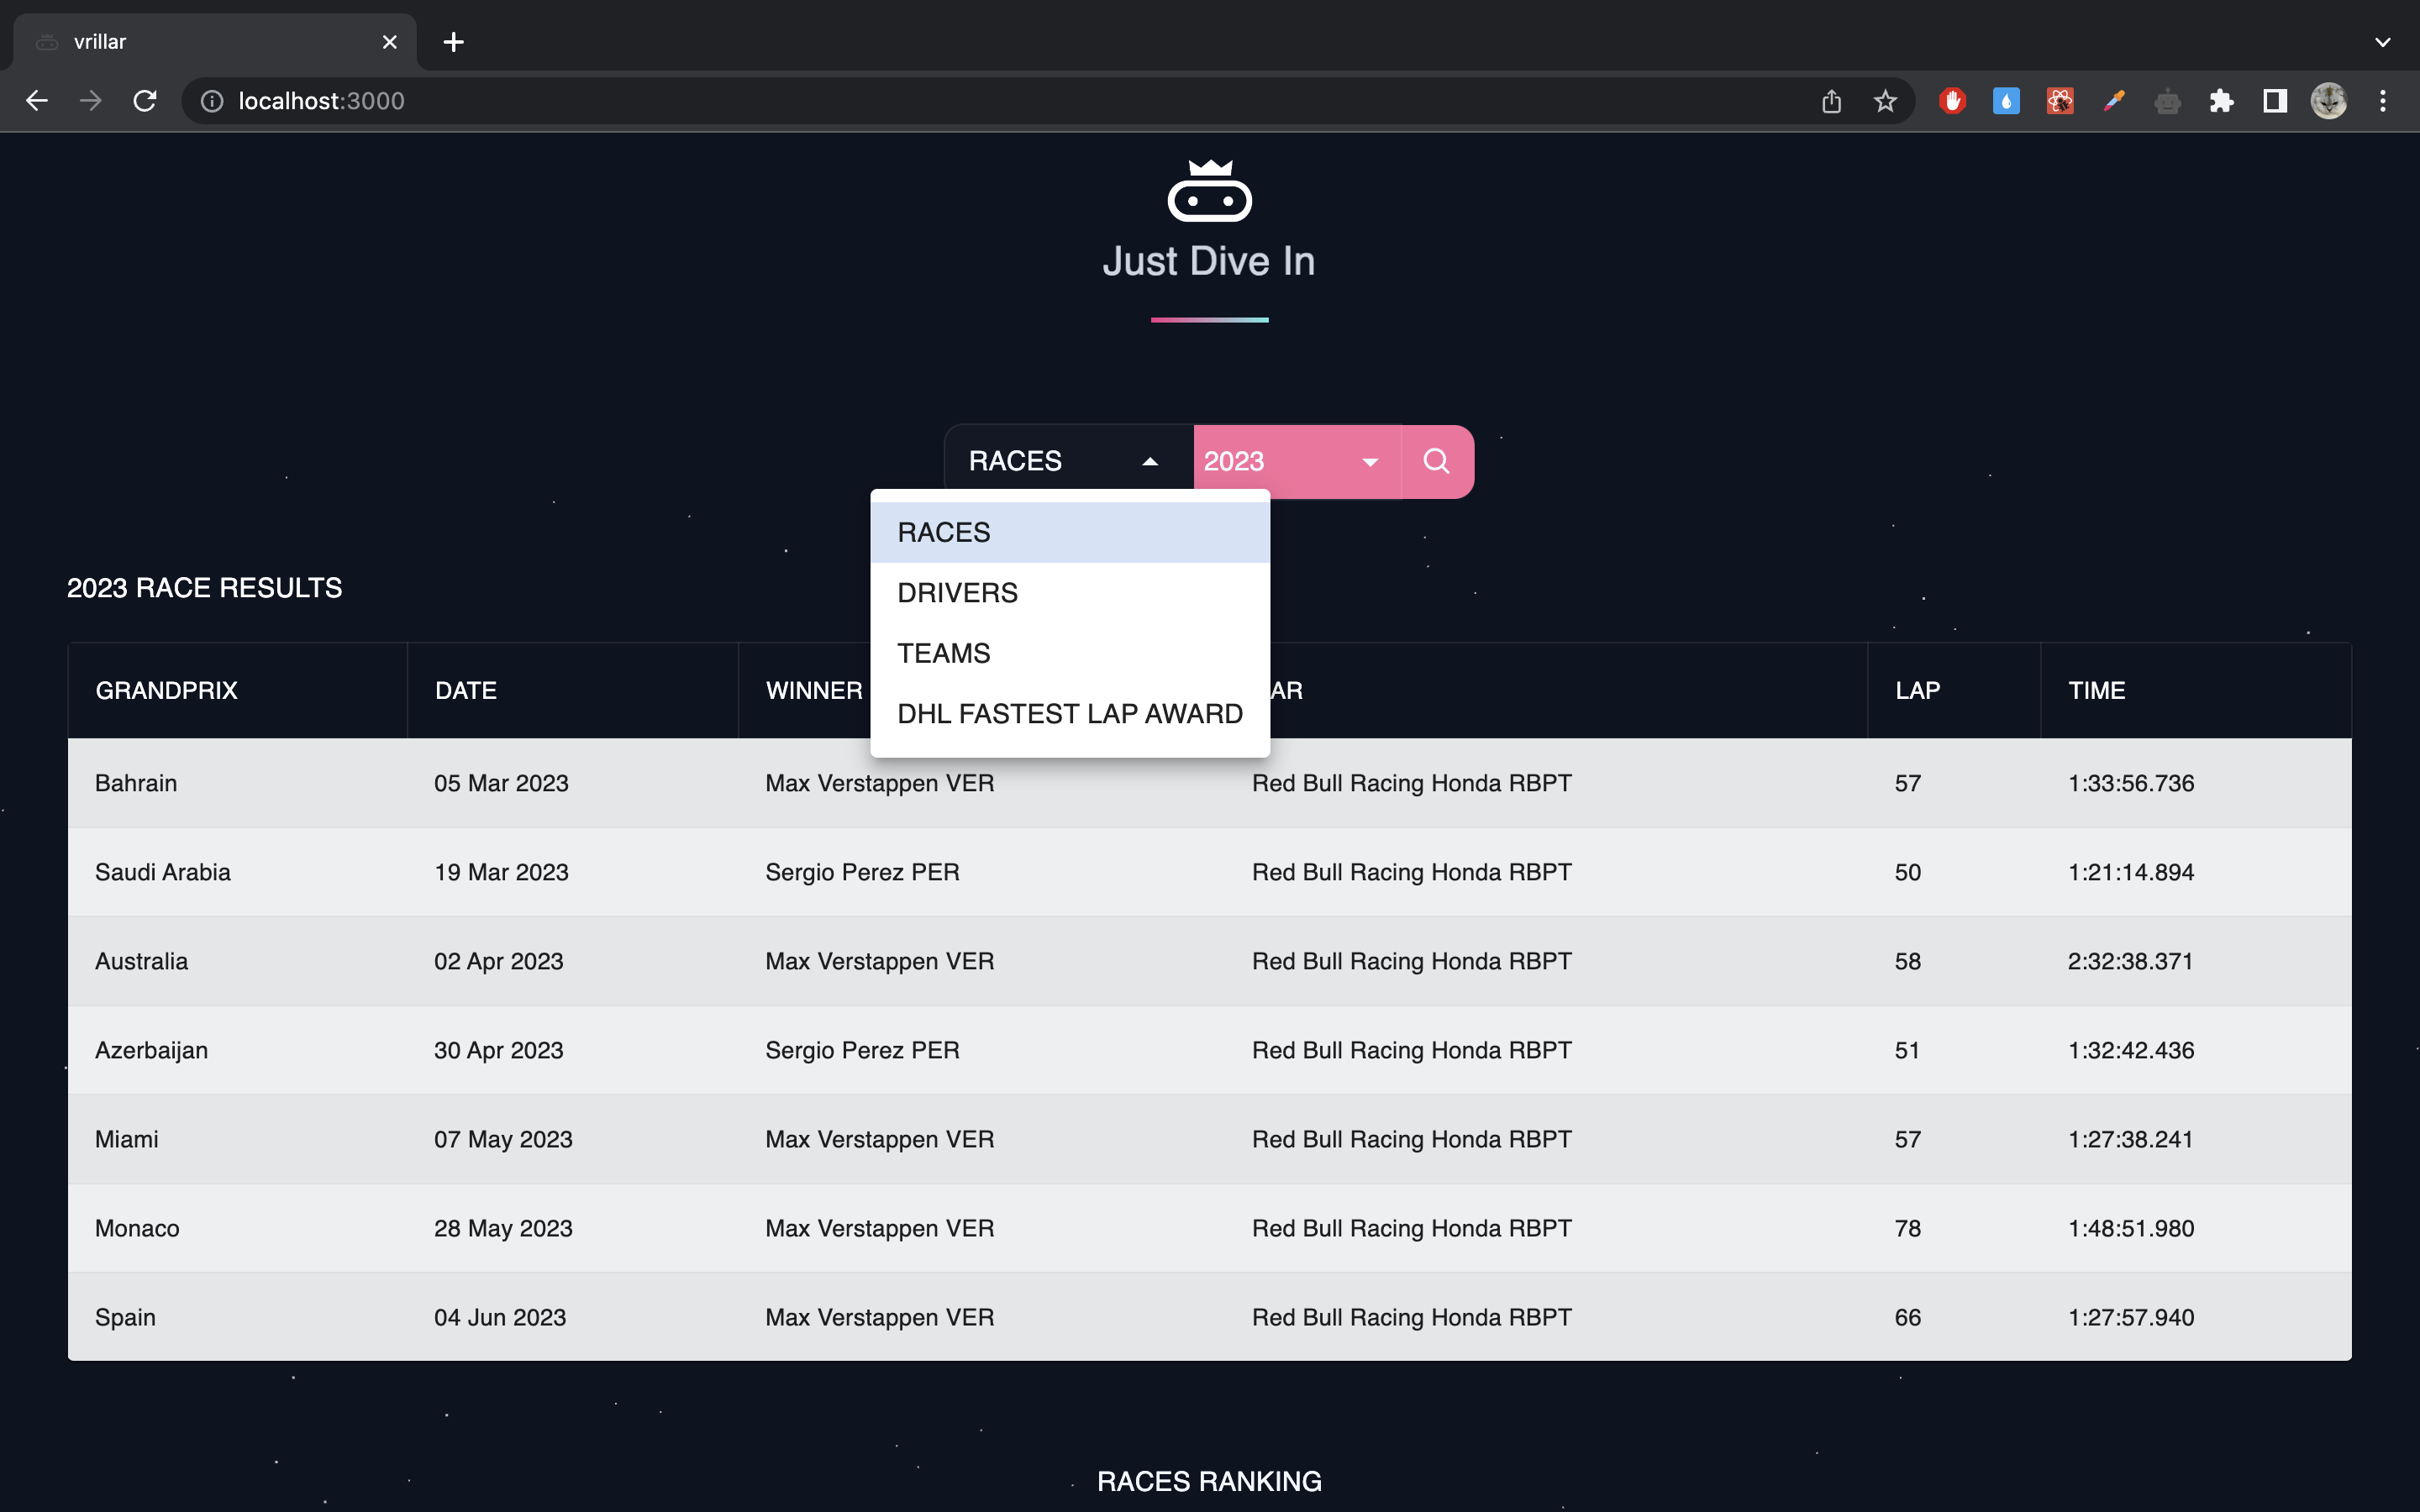 vrillar
localhost:3000
Just Dive In
RACES 2023
RACES
DRIVERS
TEAMS
DHL FASTEST LAP AWARD
2023 RACE RESULTS
GRANDPRIX DATE WINNER AR LAP TIME
Bahrain 05 Mar 2023 Max Verstappen VER Red Bull Racing Honda RBPT 57 1:33:56.736
Saudi Arabia 19 Mar 2023 Sergio Perez PER Red Bull Racing Honda RBPT 50 1:21:14.894
Australia 02 Apr 2023 Max Verstappen VER Red Bull Racing Honda RBPT 58 2:32:38.371
Azerbaijan 30 Apr 2023 Sergio Perez PER Red Bull Racing Honda RBPT 51 1:32:42.436
Miami 07 May 2023 Max Verstappen VER Red Bull Racing Honda RBPT 57 1:27:38.241
Monaco 28 May 2023 Max Verstappen VER Red Bull Racing Honda RBPT 78 1:48:51.980
Spain 04 Jun 2023 Max Verstappen VER Red Bull Racing Honda RBPT 66 1:27:57.940
RACES RANKING